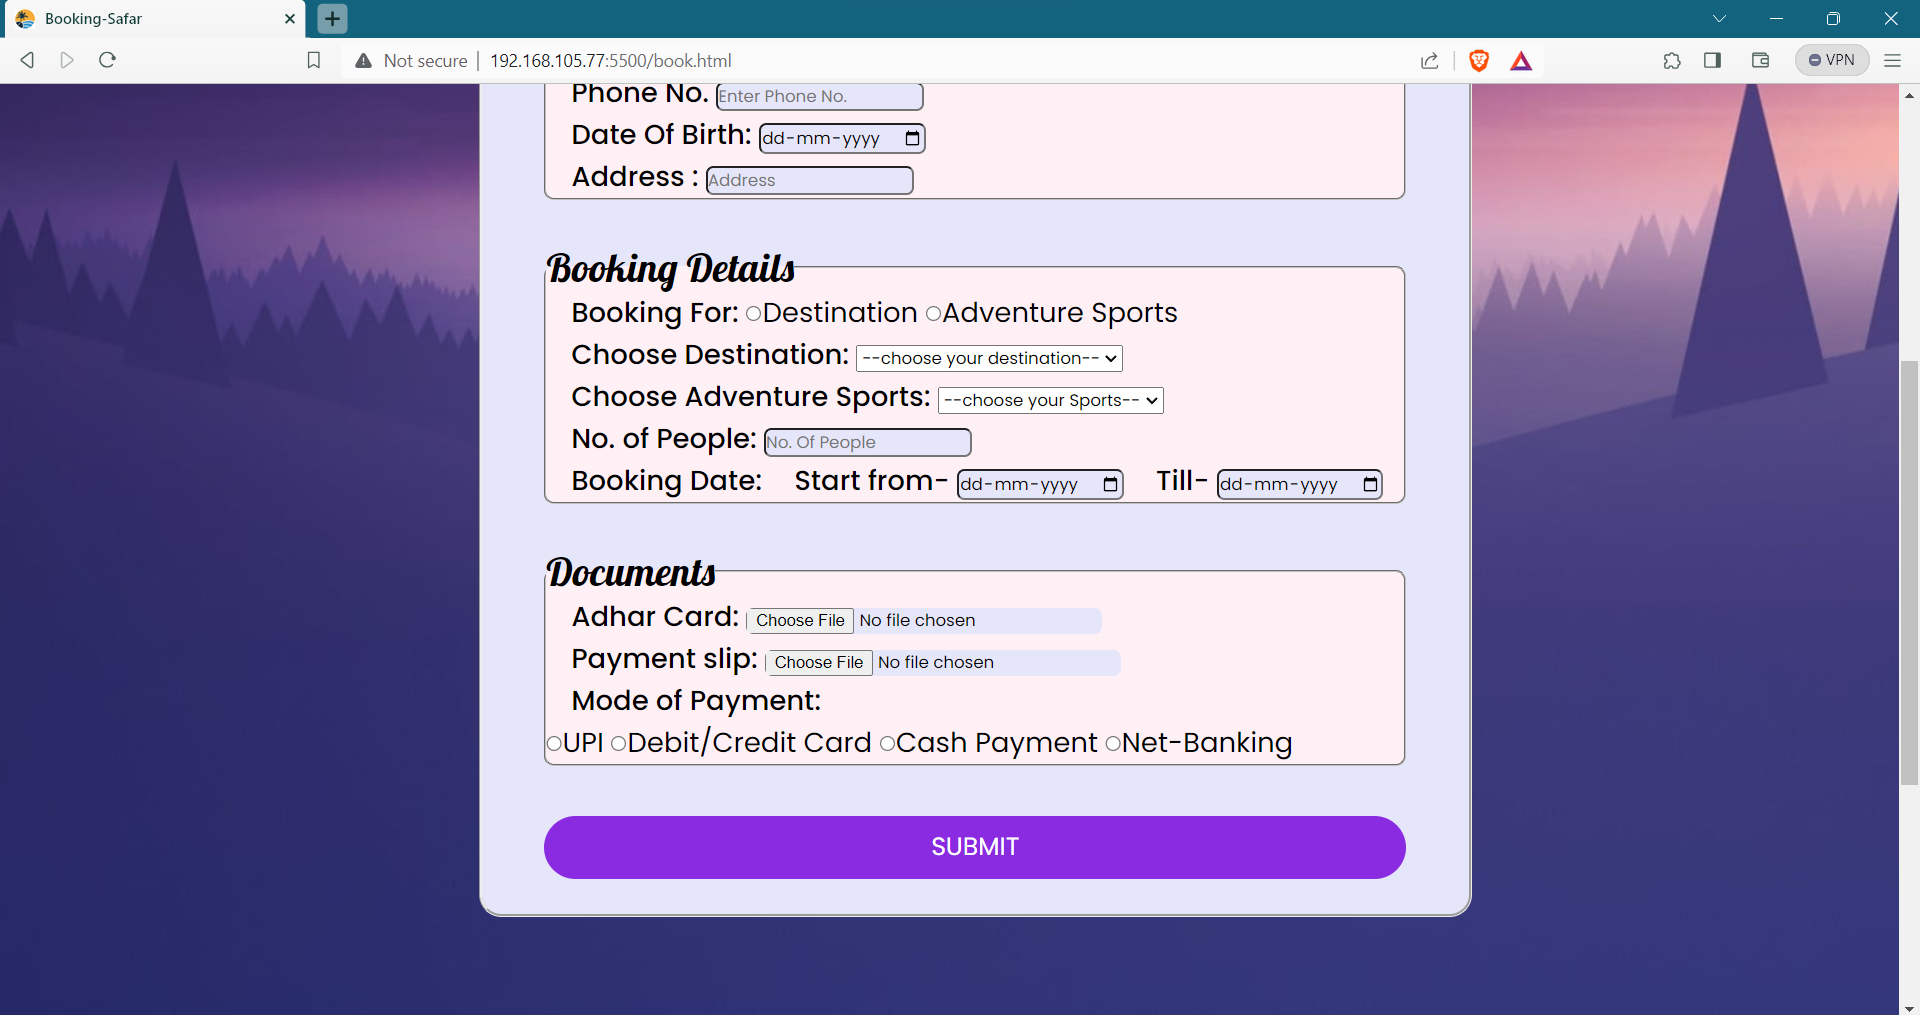 Booking-Safar
Not secure 192.168.105.77:5500/book.html VPN
Phone No. Enter Phone No.
Date Of Birth: dd-mm-yyyy
Address : Address
Booking Details
Booking For: Destination Adventure Sports
Choose Destination: --choose your destination--
Choose Adventure Sports: --choose your Sports--
No. of People: No. Of People
Booking Date: Start from- dd-mm-yyyy Till- dd-mm-yyyy
Documents
Adhar Card: Choose File No file chosen
Payment slip: Choose File No file chosen
Mode of Payment:
UPI Debit/Credit Card Cash Payment Net-Banking
SUBMIT